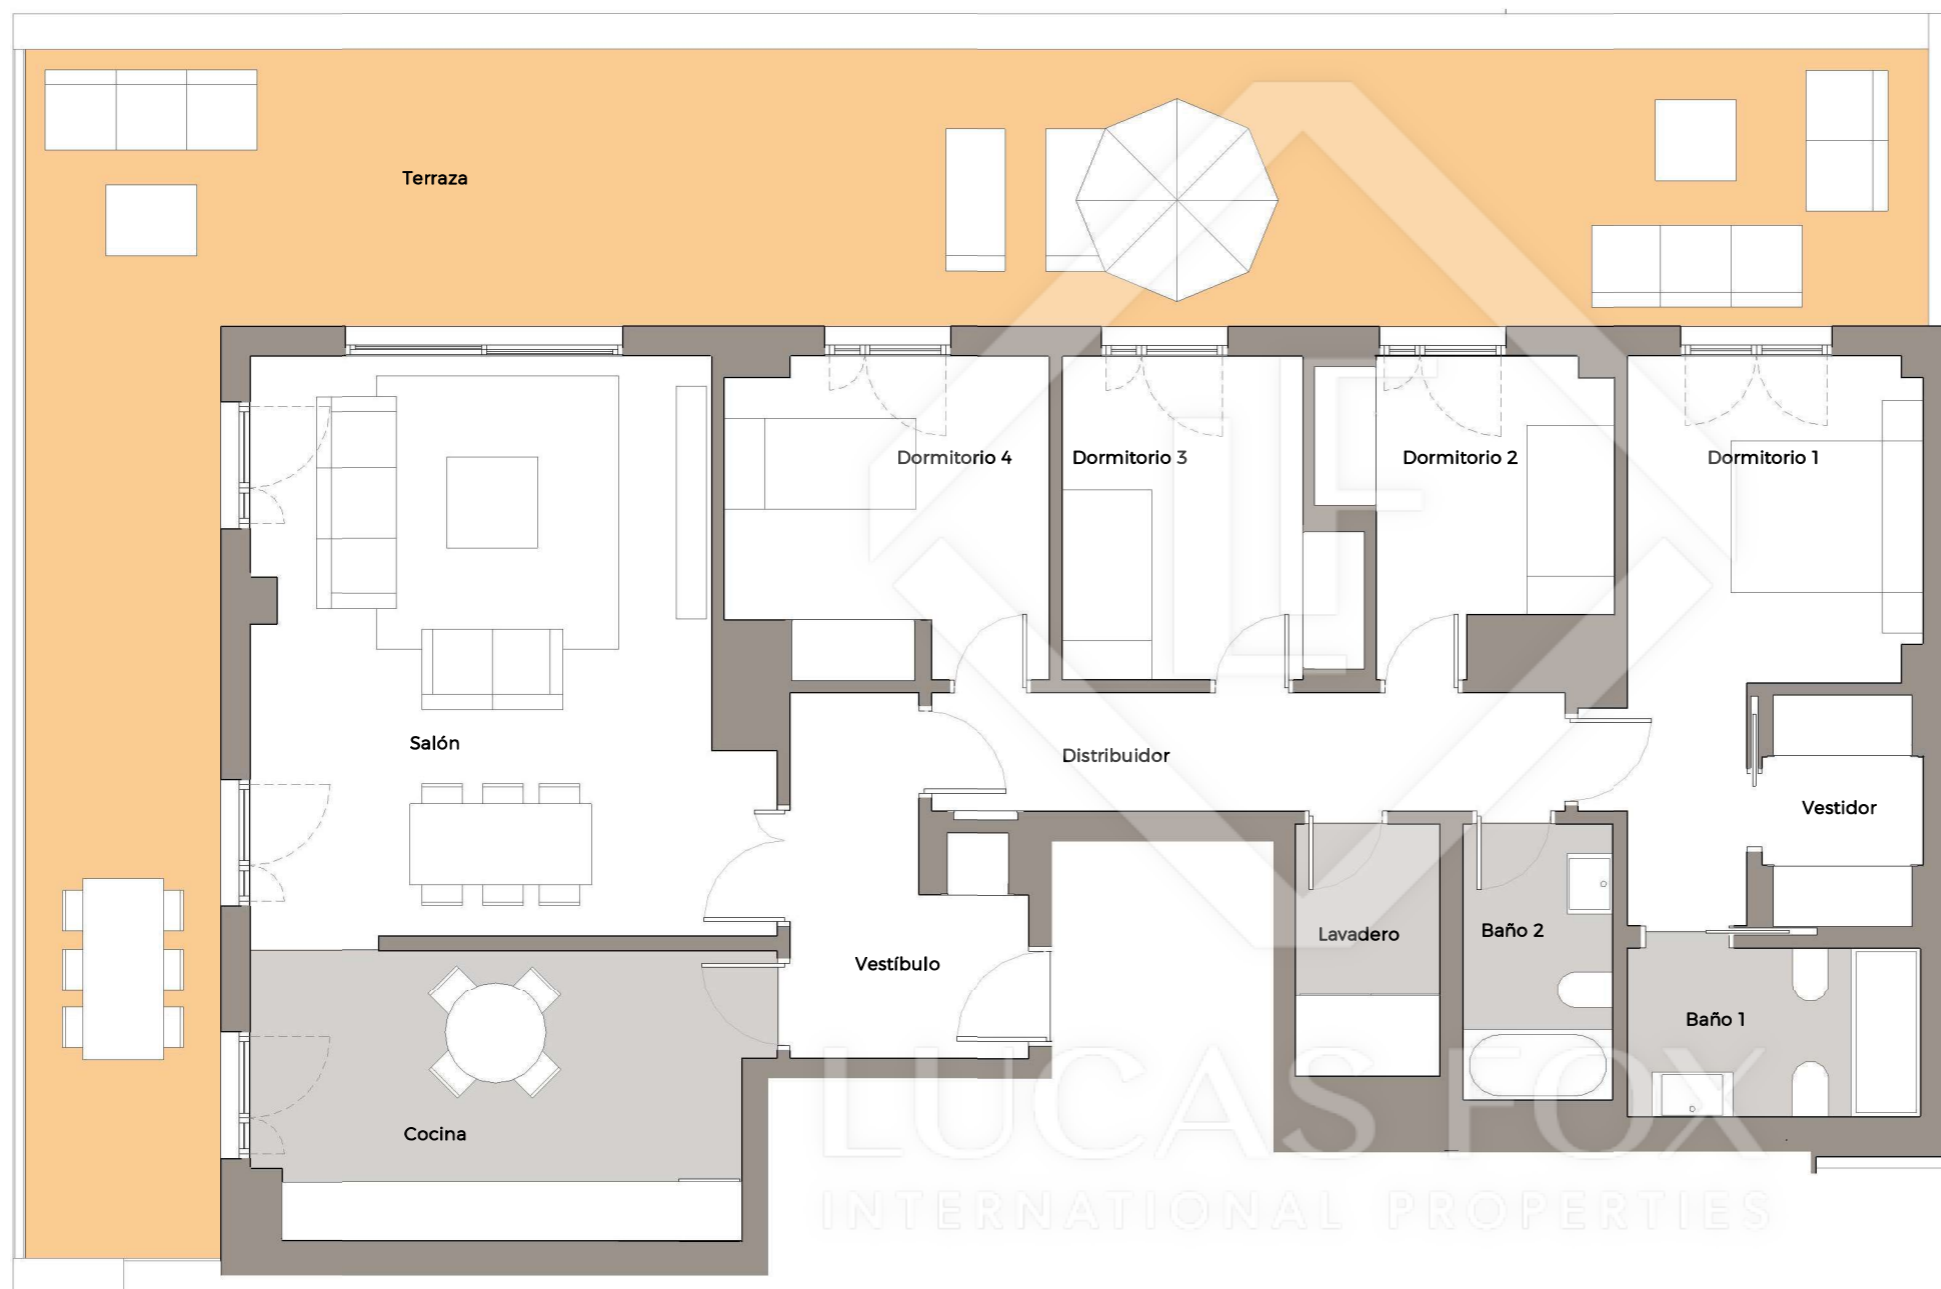 Terraza
Dormitorio 4
Dormitorio 3
Dormitorio 2
Dormitorio 1
Salón
Distribuidor
Vestidor
Vestíbulo
Lavadero
Baño 2
Baño 1
Cocina
LUCAS FOX
INTERNATIONAL PROPERTIES